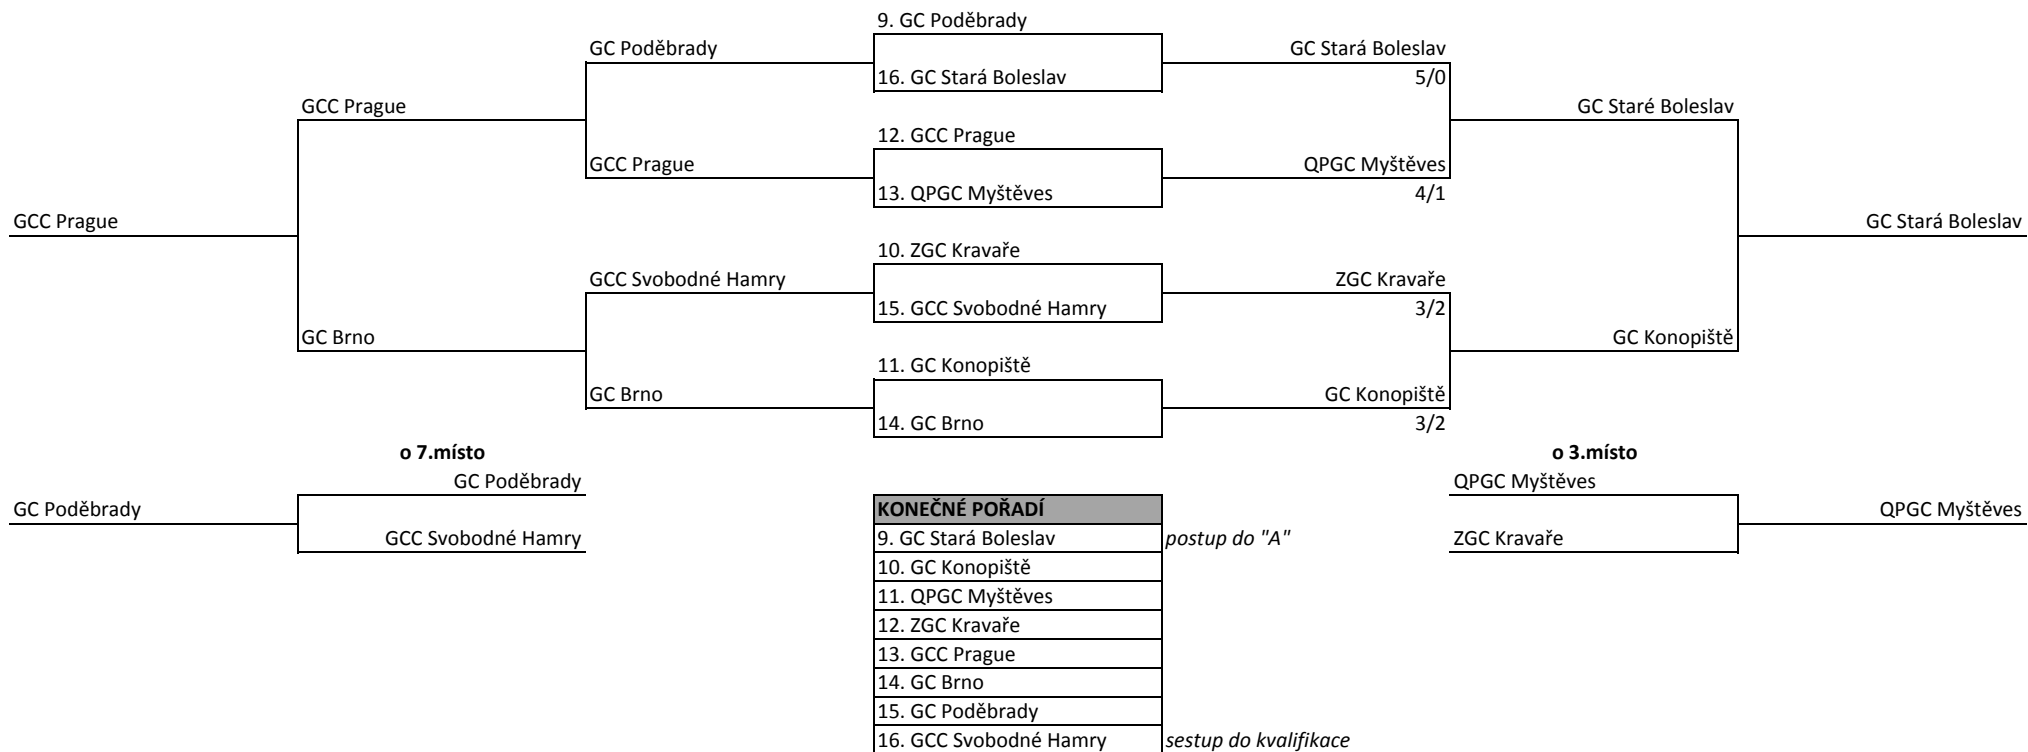 9. GC Poděbrady
GC Poděbrady GC Stará Boleslav
16. GC Stará Boleslav 5/0
GCC Prague GC Staré Boleslav
12. GCC Prague
GCC Prague QPGC Myštěves
13. QPGC Myštěves 4/1
GCC Prague GC Stará Boleslav
10. ZGC Kravaře
GCC Svobodné Hamry ZGC Kravaře
15. GCC Svobodné Hamry 3/2
GC Brno GC Konopiště
11. GC Konopiště
GC Brno GC Konopiště
14. GC Brno 3/2
o 7.místo o 3.místo
GC Poděbrady QPGC Myštěves
GC Poděbrady KONEČNÉ POŘADÍ QPGC Myštěves
GCC Svobodné Hamry 9. GC Stará Boleslav postup do "A" ZGC Kravaře
10. GC Konopiště
11. QPGC Myštěves
12. ZGC Kravaře
13. GCC Prague
14. GC Brno
15. GC Poděbrady
16. GCC Svobodné Hamry sestup do kvalifikace